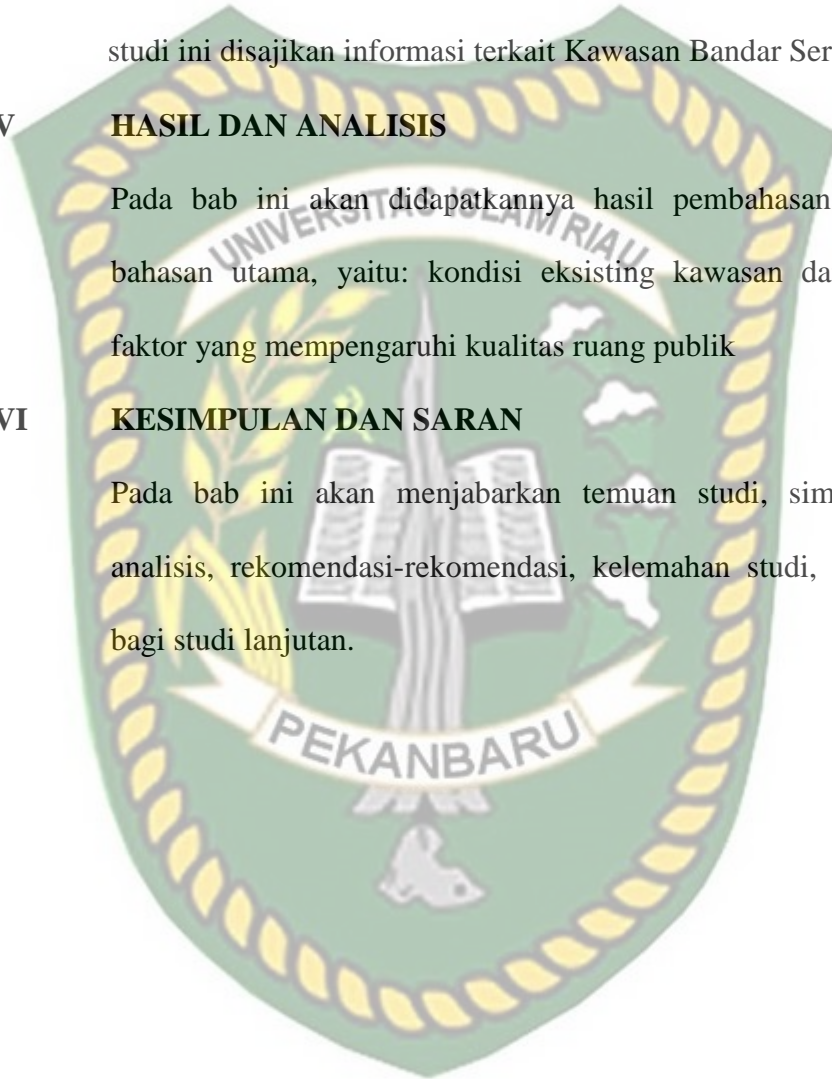 studi ini disajikan informasi terkait Kawasan Bandar Ser
V HASIL DAN ANALISIS
Pada bab ini akan didapatkannya hasil pembahasan
UNIVERSITAS ISLAM RIAU
bahasan utama, yaitu: kondisi eksisting kawasan da
faktor yang mempengaruhi kualitas ruang publik
VI KESIMPULAN DAN SARAN
Pada bab ini akan menjabarkan temuan studi, sim
analisis, rekomendasi-rekomendasi, kelemahan studi,
bagi studi lanjutan.
PEKANBARU